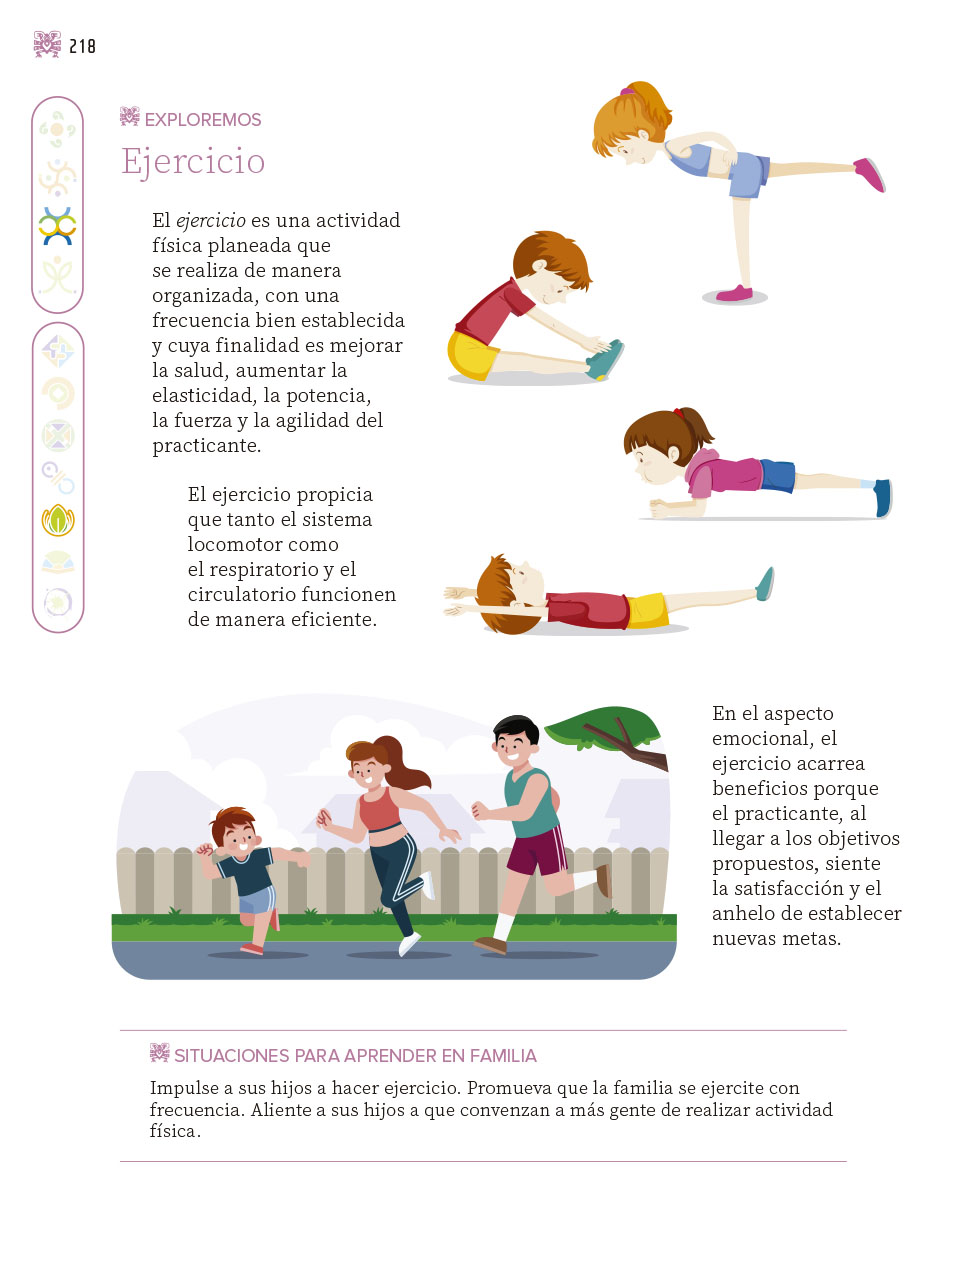 218
EXPLOREMOS
Ejercicio
El ejercicio es una actividad
física planeada que
se realiza de manera
organizada, con una
frecuencia bien establecida
y cuya finalidad es mejorar
la salud, aumentar la
elasticidad, la potencia,
la fuerza y la agilidad del
practicante.
El ejercicio propicia
que tanto el sistema
locomotor como
el respiratorio y el
circulatorio funcionen
de manera eficiente.
En el aspecto
emocional, el
ejercicio acarrea
beneficios porque
el practicante, al
llegar a los objetivos
propuestos, siente
la satisfacción y el
anhelo de establecer
nuevas metas.
SITUACIONES PARA APRENDER EN FAMILIA
Impulse a sus hijos a hacer ejercicio. Promueva que la familia se ejercite con
frecuencia. Aliente a sus hijos a que convenzan a más gente de realizar actividad
física.